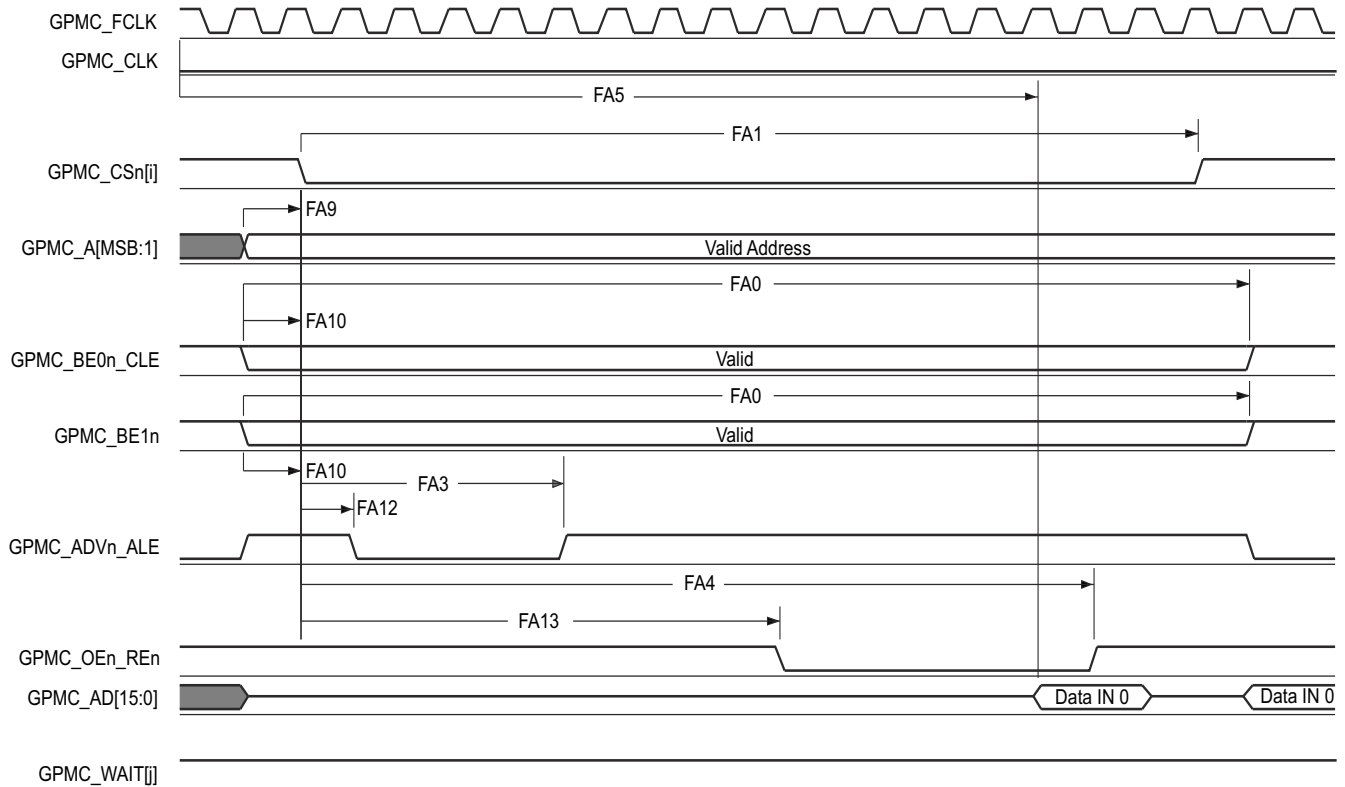 GPMC_FCLK
GPMC_CLK
FA5
FA1
GPMC_CSn[i]
FA9
GPMC_A[MSB:1]
Valid Address
FA0
FA10
GPMC_BE0n_CLE
Valid
FA0
GPMC_BE1n
Valid
FA10
FA3
FA12
GPMC_ADVn_ALE
FA4
FA13
GPMC_OEn_REn
GPMC_AD[15:0]
Data IN 0
Data IN 0
GPMC_WAIT[j]